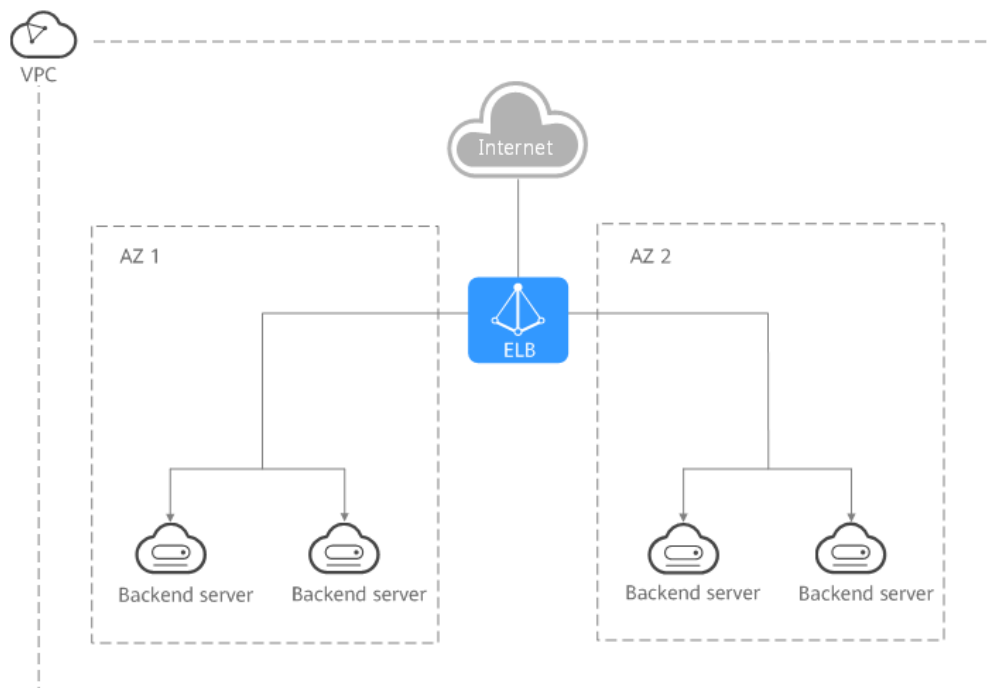 VPC
Internet
AZ 1
AZ 2
ELB
Backend server
Backend server
Backend server
Backend server